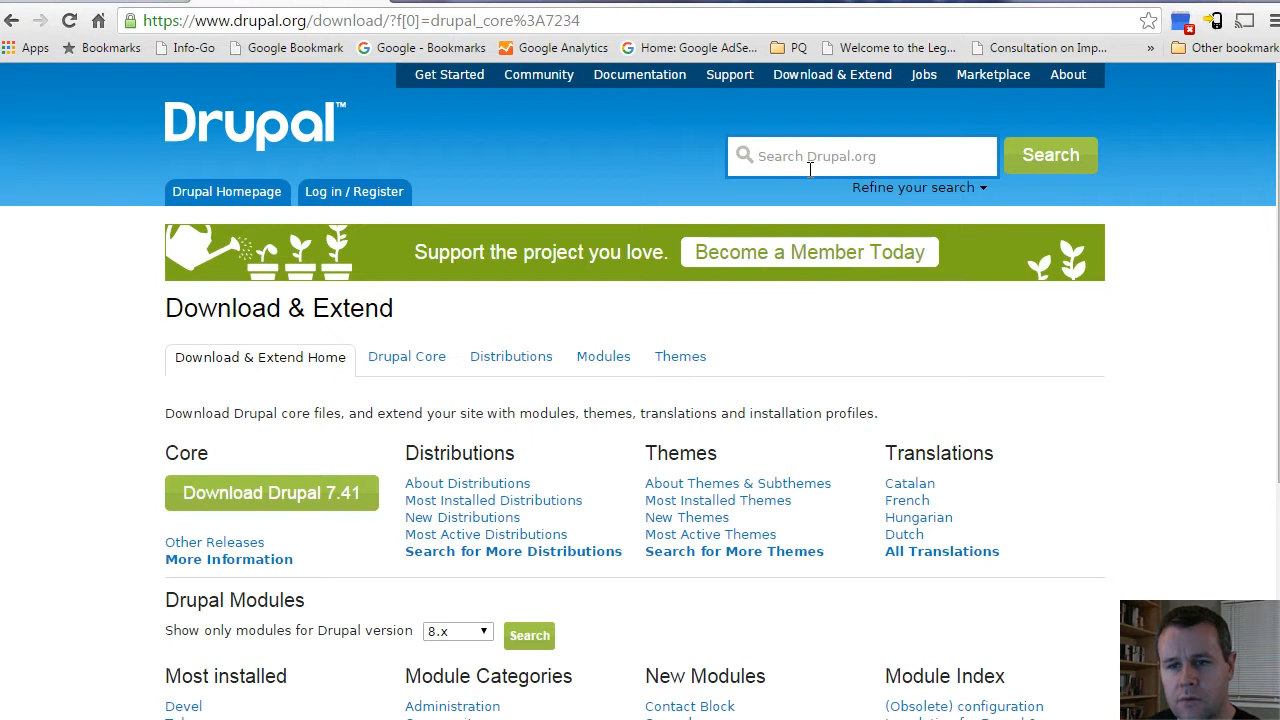 https://www.drupal.org/download/?f[0]=drupal_core%3A7234
Apps Bookmarks Info-Go Google Bookmark Google - Bookmarks Google Analytics Home: Google AdSe... PQ Welcome to the Leg... Consultation on Imp... » Other bookmark
Get Started Community Documentation Support Download & Extend Jobs Marketplace About
Drupal™
Search Drupal.org Search
Refine your search
Drupal Homepage Log in / Register
Support the project you love. Become a Member Today
Download & Extend
Download & Extend Home Drupal Core Distributions Modules Themes
Download Drupal core files, and extend your site with modules, themes, translations and installation profiles.
Core Distributions Themes Translations
Download Drupal 7.41
About Distributions About Themes & Subthemes Catalan
Most Installed Distributions Most Installed Themes French
New Distributions New Themes Hungarian
Most Active Distributions Most Active Themes Dutch
Other Releases
Search for More Distributions Search for More Themes All Translations
More Information
Drupal Modules
Show only modules for Drupal version 8.x Search
Most installed Module Categories New Modules Module Index
Devel Administration Contact Block (Obsolete) configuration